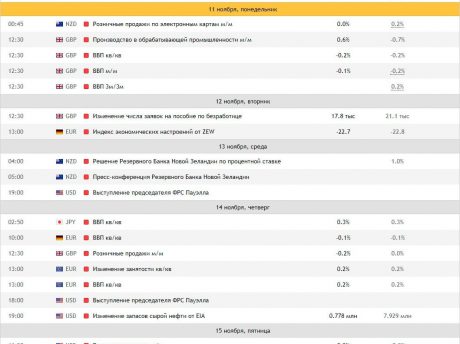 11 ноября, понедельник
00:45 NZD Розничные продажи по электронным картам м/м 0.0% 0.2%
12:30 GBP Производство в обрабатывающей промышленности м/м 0.6% -0.7%
12:30 GBP ВВП кв/кв -0.2% -0.2%
12:30 GBP ВВП м/м -0.1% -0.2%
12:30 GBP ВВП 3м/3м 0.2%
12 ноября, вторник
12:30 GBP Изменение числа заявок на пособие по безработице 17.8 тыс 21.1 тыс
13:00 EUR Индекс экономических настроений от ZEW -22.7 -22.8
13 ноября, среда
04:00 NZD Решение Резервного Банка Новой Зеландии по процентной ставке 1.0%
05:00 NZD Пресс-конференция Резервного Банка Новой Зеландии
19:00 USD Выступление председателя ФРС Пауэлла
14 ноября, четверг
02:50 JPY ВВП кв/кв 0.3% 0.3%
10:00 EUR ВВП кв/кв -0.1% -0.1%
12:30 GBP Розничные продажи м/м -0.2% 0.0%
13:00 EUR Изменение занятости кв/кв 0.2% 0.2%
13:00 EUR ВВП кв/кв 0.2% 0.2%
18:00 USD Выступление председателя ФРС Пауэлла
19:00 USD Изменение запасов сырой нефти от EIA 0.778 млн 7.929 млн
15 ноября, пятница